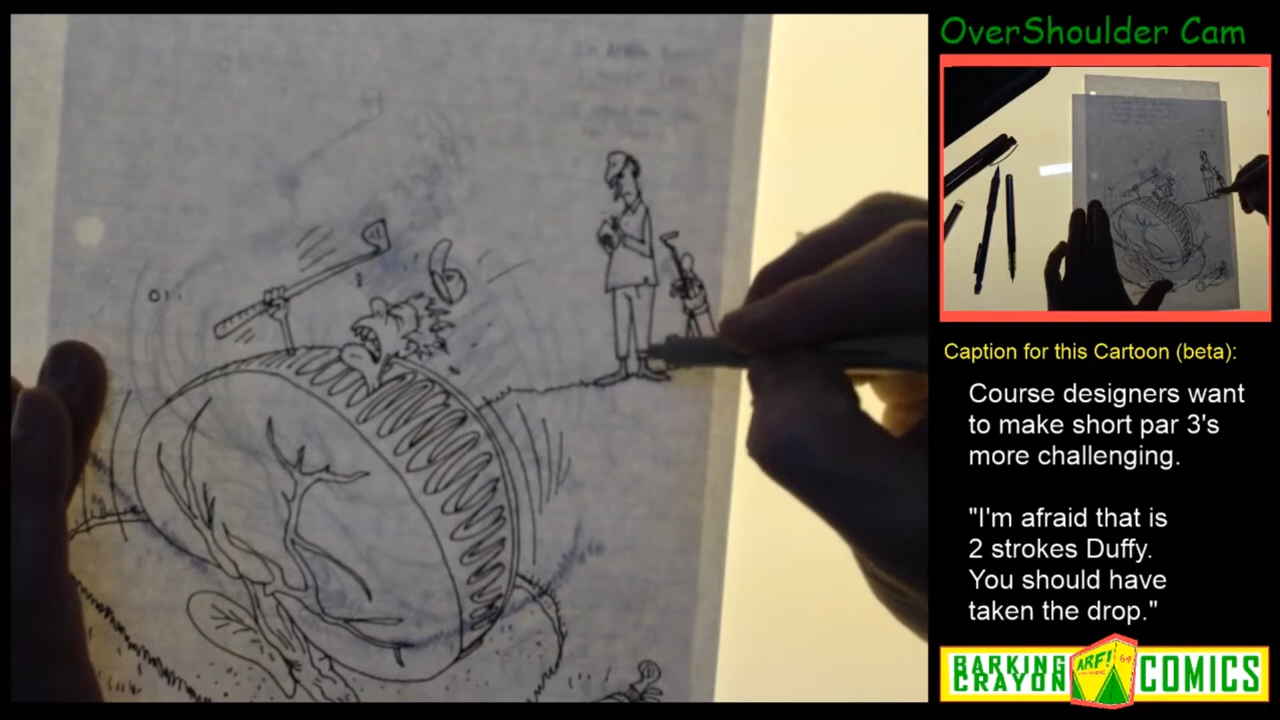 OverShoulder Cam
Caption for this Cartoon (beta):
Course designers want
to make short par 3's
more challenging.
"I'm afraid that is
2 strokes Duffy.
You should have
taken the drop."
BARKING
CRAYON
ARF!
64
COMICS